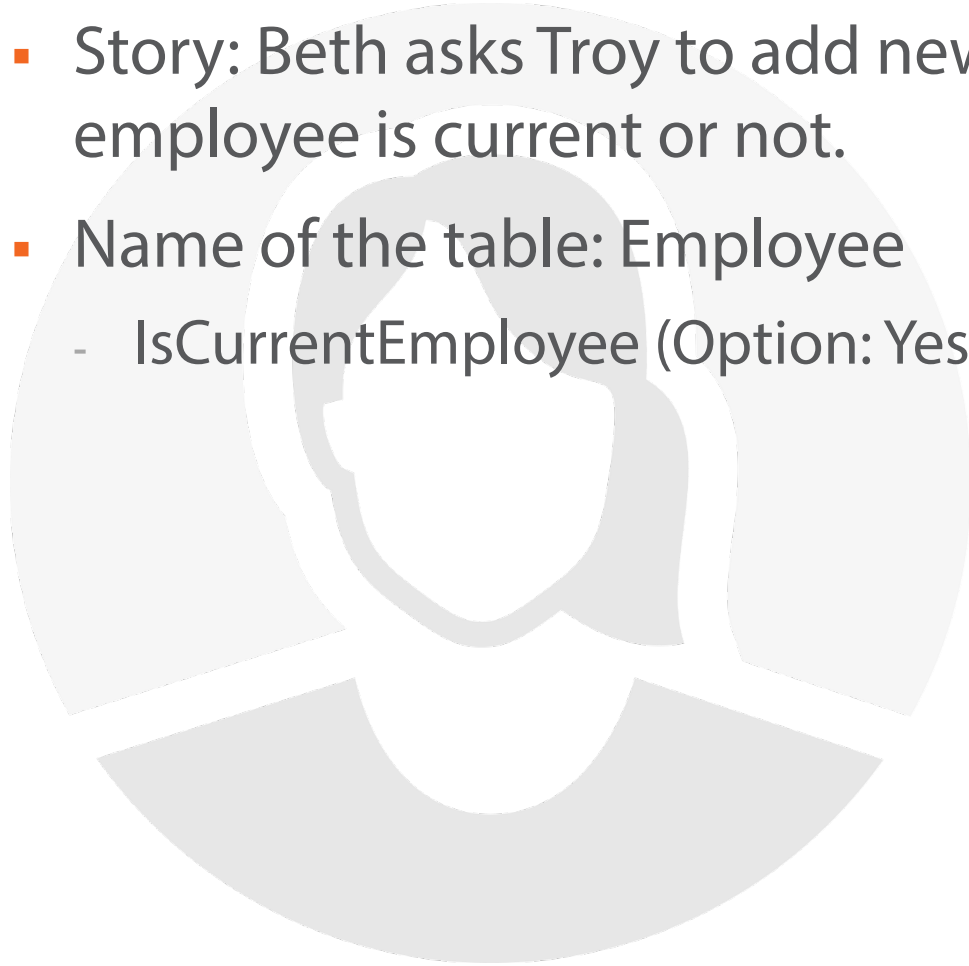 ▪ Story: Beth asks Troy to add new
employee is current or not.
▪ Name of the table: Employee
- IsCurrentEmployee (Option: Yes